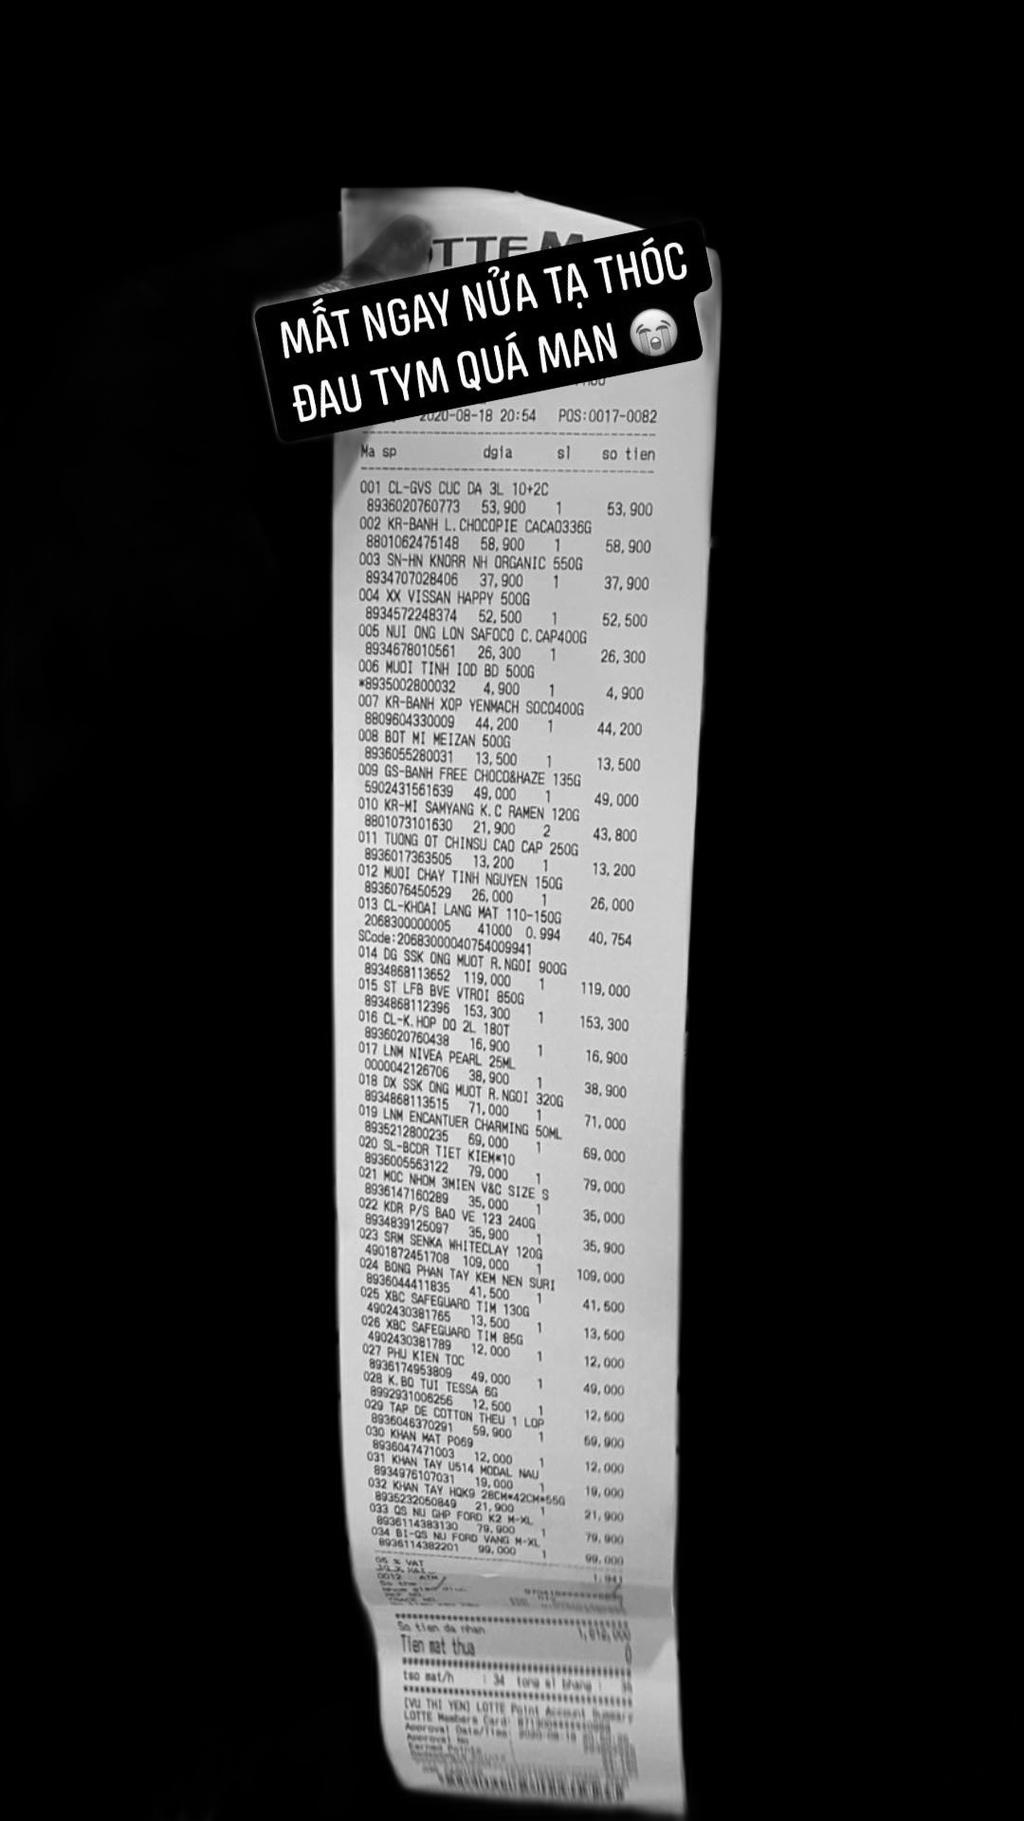 MẤT NGAY NỬA TẠ THÓC
ĐAU TYM QUÁ MAN 😭
2020-08-18 20:54 POS:0017-0082
Ma sp dgia sl so tien
001 CL-GVS CUC DA 3L 10+2C
8936020760773 53,900 1 53,900
002 KR-BANH L.CHOCOPIE CACAO336G
8801062475148 58,900 1 58,900
003 SN-HN KNORR NH ORGANIC 550G
8934707028406 37,900 1 37,900
004 XX VISSAN HAPPY 500G
8934572248374 52,500 1 52,500
005 NUI ONG LON SAFOCO C.CAP400G
8934678010561 26,300 1 26,300
006 MUOI TINH IOD BD 500G
*8935002800032 4,900 1 4,900
007 KR-BANH XOP YENMACH SOCO400G
8809604330009 44,200 1 44,200
008 BOT MI MEIZAN 500G
8936055280031 13,500 1 13,500
009 GS-BANH FREE CHOCO&HAZE 135G
5902431561639 49,000 1 49,000
010 KR-MI SAMYANG K.C RAMEN 120G
8801073101630 21,900 2 43,800
011 TUONG OT CHINSU CAO CAP 250G
8936017363505 13,200 1 13,200
012 MUOI CHAY TINH NGUYEN 150G
8936076450529 26,000 1 26,000
013 CL-KHOAI LANG MAT 110-150G
2068300000005 41000 0.994 40,754
SCode:20683000040754009941
014 DG SSK ONG MUOT R.NGOI 900G
8934868113652 119,000 1 119,000
015 ST LFB BVE VTROI 850G
8934868112396 153,300 1 153,300
016 CL-K.HOP DO 2L 180T
8936020760438 16,900 1 16,900
017 LNM NIVEA PEARL 25ML
0000042126706 38,900 1 38,900
018 DX SSK ONG MUOT R.NGOI 320G
8934868113515 71,000 1 71,000
019 LNM ENCANTUER CHARMING 50ML
8935212800235 69,000 1 69,000
020 SL-BCDR TIET KIEM*10
8936005563122 79,000 1 79,000
021 MOC NHOM 3MIEN V&C SIZE S
8936147160289 35,000 1 35,000
022 KDR P/S BAO VE 123 240G
8934839125097 35,900 1 35,900
023 SRM SENKA WHITECLAY 120G
4901872451708 109,000 1 109,000
024 BONG PHAN TAY KEM NEN SURI
8936044411835 41,500 1 41,500
025 XBC SAFEGUARD TIM 130G
4902430381765 13,500 1 13,500
026 XBC SAFEGUARD TIM 85G
4902430381789 12,000 1 12,000
027 PHU KIEN TOC
8936174953809 49,000 1 49,000
028 K.BO TUI TESSA 6G
8992931006256 12,500 1 12,500
029 TAP DE COTTON THEU 1 LOP
8936046370291 59,900 1 59,900
030 KHAN MAT P069
8936047471003 12,000 1 12,000
031 KHAN TAY U514 MODAL NAU
8934976107031 19,000 1 19,000
032 KHAN TAY HQK9 28CM*42CM*55G
8935232050849 21,900 1 21,900
033 QS NU GHP FORD K2 M-XL
8936114383130 79,900 1 79,900
034 BI-QS NU FORD VANG M-XL
8936114382201 99,000 1 99,000
05 % VAT 1,941
0012 ATM
So tien da nhan
Tien mat thua 0
tso mat/h : 34 tong sl bhang :
[VU THI YEN] LOTTE Point Account Summary
LOTTE Members Card:
Approval Date/Time: 2020-08-18
Approval No
Earned Points